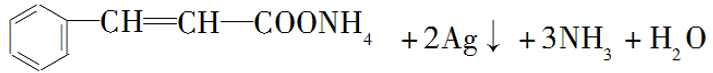 CH=CH—COONH₄ +2Ag↓ +3NH₃ + H₂O